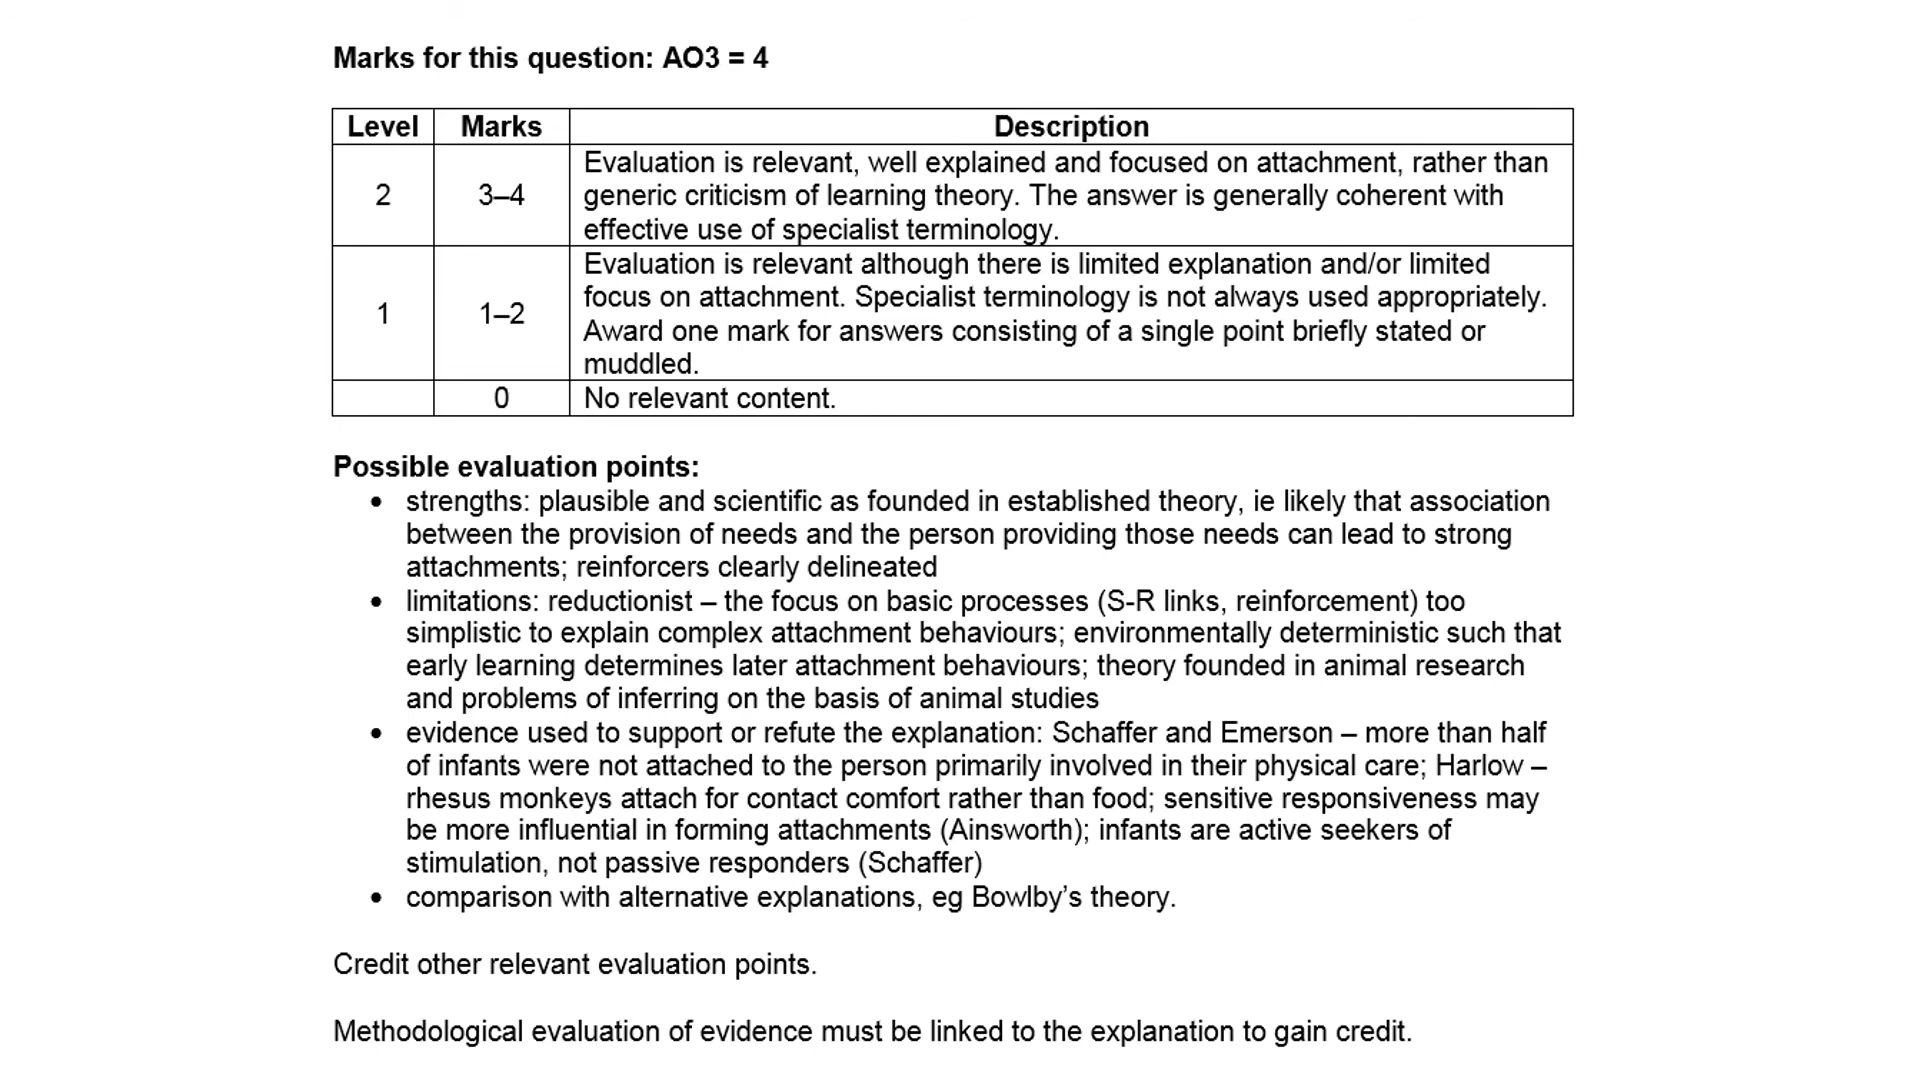 Marks for this question: AO3 = 4
Level Marks Description
2 3–4 Evaluation is relevant, well explained and focused on attachment, rather than
generic criticism of learning theory. The answer is generally coherent with
effective use of specialist terminology.
1 1–2 Evaluation is relevant although there is limited explanation and/or limited
focus on attachment. Specialist terminology is not always used appropriately.
Award one mark for answers consisting of a single point briefly stated or
muddled.
0 No relevant content.
Possible evaluation points:
• strengths: plausible and scientific as founded in established theory, ie likely that association
between the provision of needs and the person providing those needs can lead to strong
attachments; reinforcers clearly delineated
• limitations: reductionist – the focus on basic processes (S-R links, reinforcement) too
simplistic to explain complex attachment behaviours; environmentally deterministic such that
early learning determines later attachment behaviours; theory founded in animal research
and problems of inferring on the basis of animal studies
• evidence used to support or refute the explanation: Schaffer and Emerson – more than half
of infants were not attached to the person primarily involved in their physical care; Harlow –
rhesus monkeys attach for contact comfort rather than food; sensitive responsiveness may
be more influential in forming attachments (Ainsworth); infants are active seekers of
stimulation, not passive responders (Schaffer)
• comparison with alternative explanations, eg Bowlby’s theory.
Credit other relevant evaluation points.
Methodological evaluation of evidence must be linked to the explanation to gain credit.